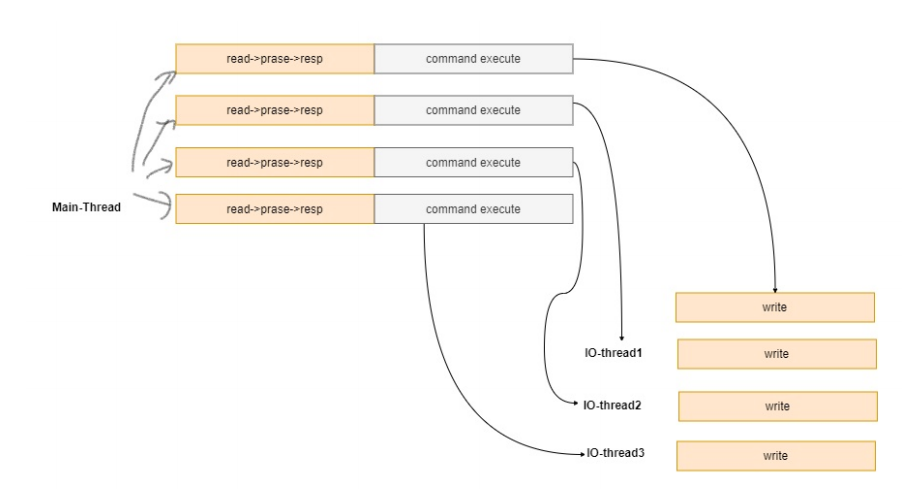 read->prase->resp command execute
read->prase->resp command execute
read->prase->resp command execute
Main-Thread
read->prase->resp command execute
write
IO-thread1 write
IO-thread2 write
IO-thread3 write